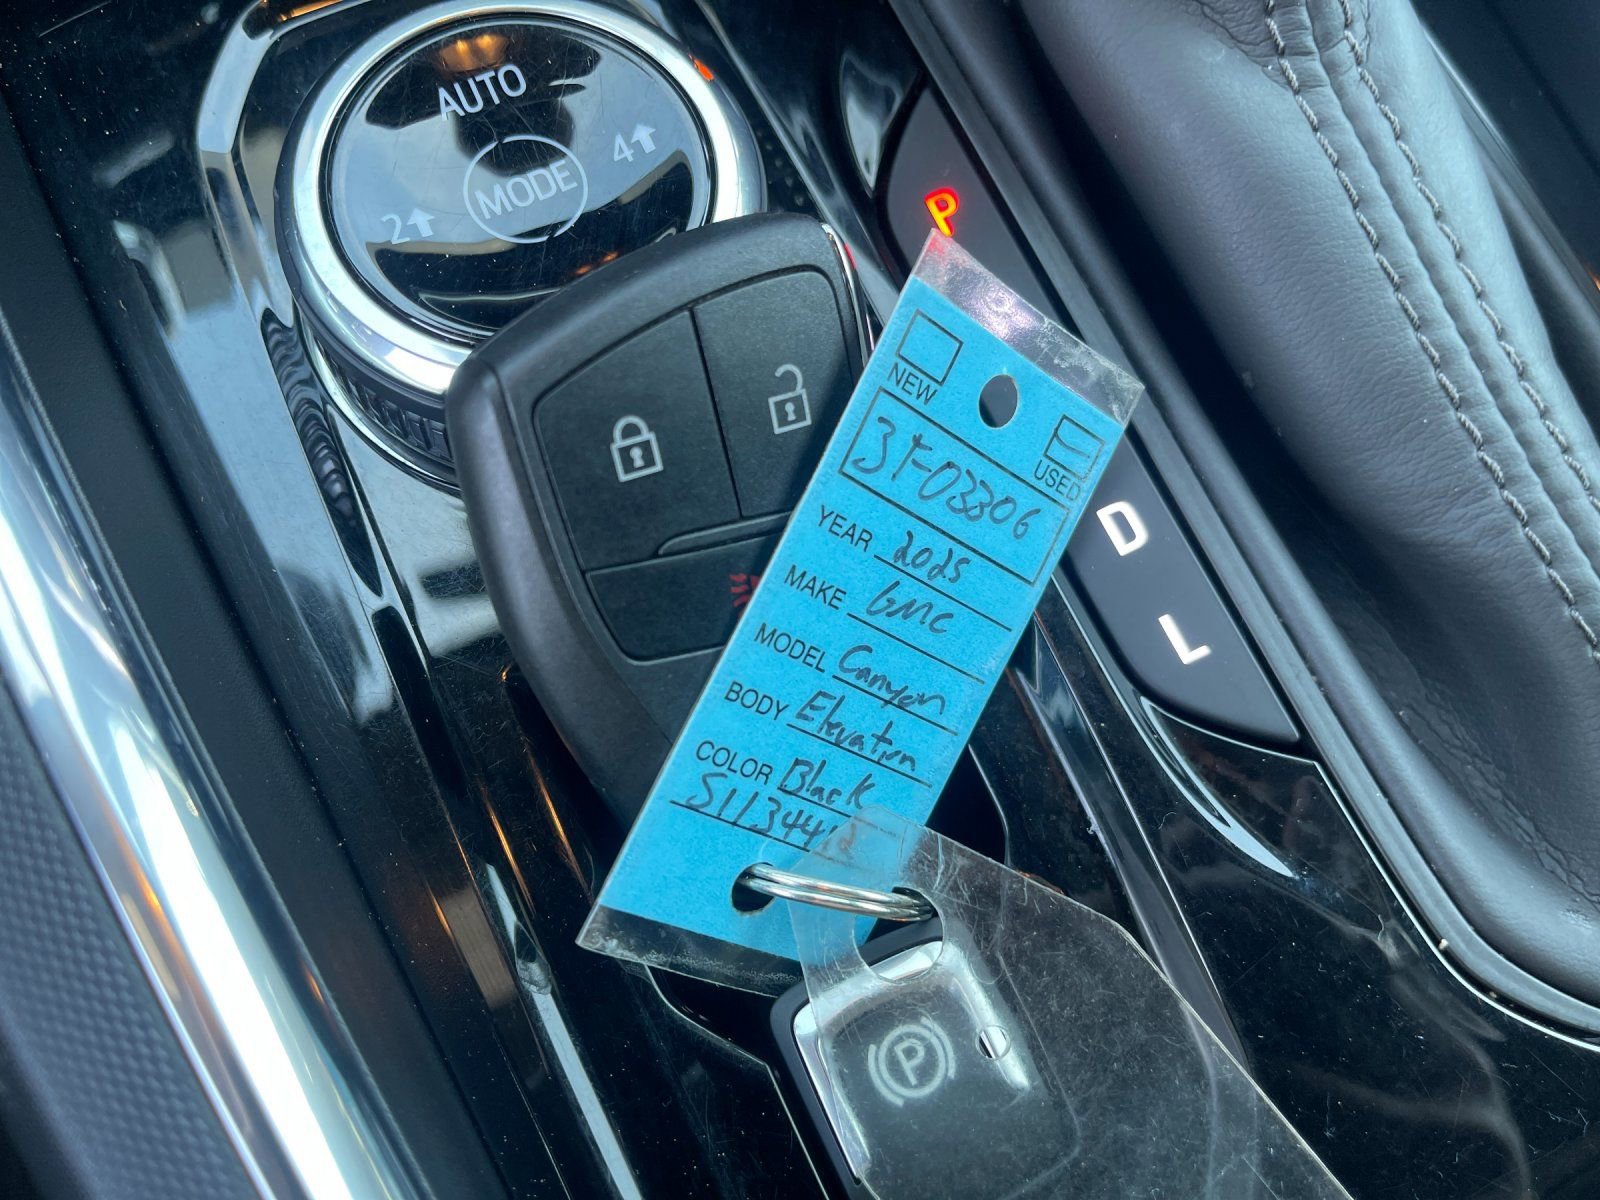 AUTO
2
MODE
4
P
D
L
NEW
USED
3T-03306
YEAR 2025
MAKE GMC
MODEL Canyon
BODY Elevation
COLOR Black
P